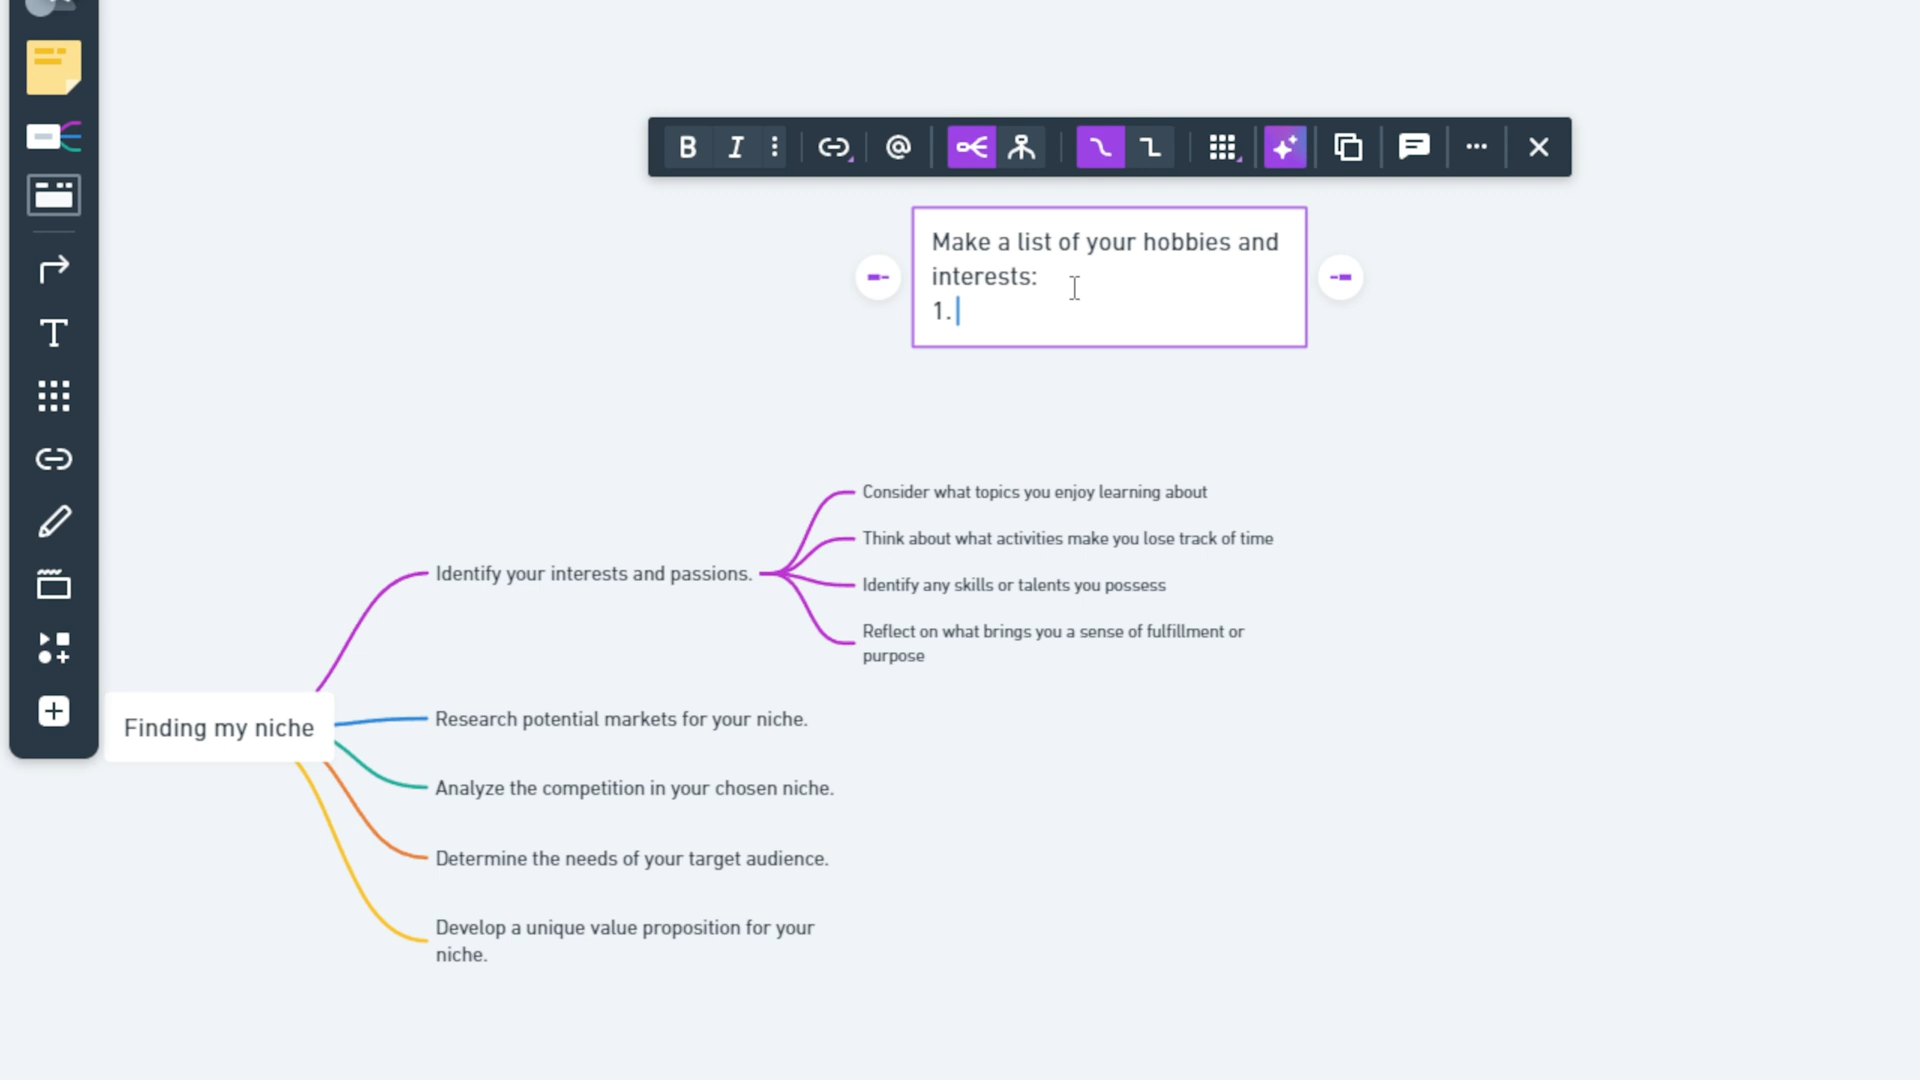 B I @
Make a list of your hobbies and
interests:
1.
T
Consider what topics you enjoy learning about
Think about what activities make you lose track of time
Identify your interests and passions.
Identify any skills or talents you possess
Reflect on what brings you a sense of fulfillment or
purpose
Finding my niche
Research potential markets for your niche.
Analyze the competition in your chosen niche.
Determine the needs of your target audience.
Develop a unique value proposition for your
niche.